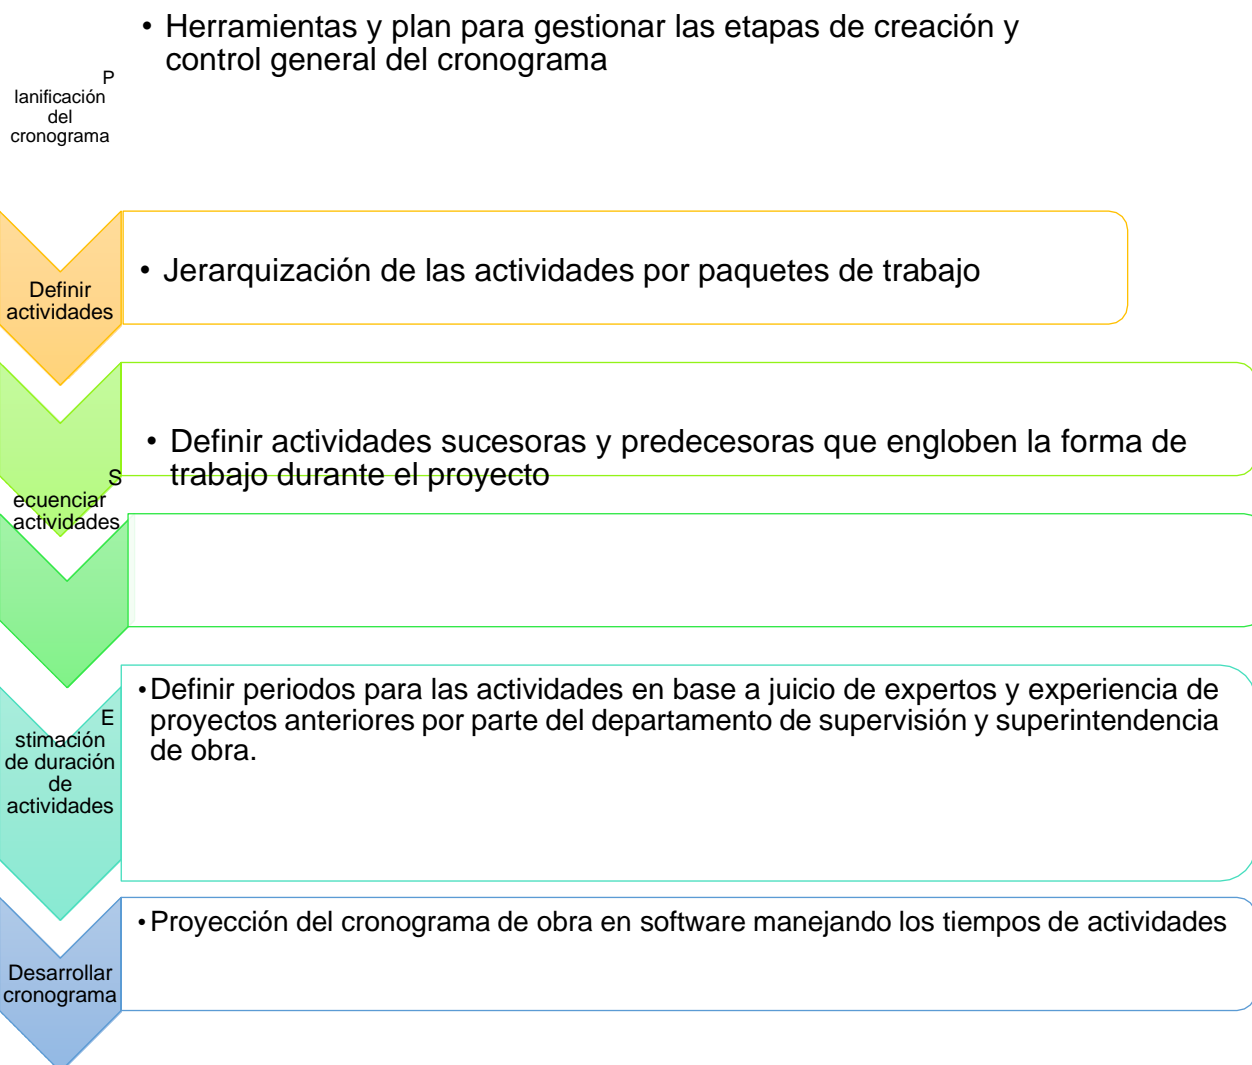 • Herramientas y plan para gestionar las etapas de creación y
control general del cronograma
P
lanificación
del
cronograma
Definir
actividades
• Jerarquización de las actividades por paquetes de trabajo
S
ecuenciar
actividades
• Definir actividades sucesoras y predecesoras que engloben la forma de
trabajo durante el proyecto
E
stimación
de duración
de
actividades
• Definir periodos para las actividades en base a juicio de expertos y experiencia de
proyectos anteriores por parte del departamento de supervisión y superintendencia
de obra.
Desarrollar
cronograma
• Proyección del cronograma de obra en software manejando los tiempos de actividades